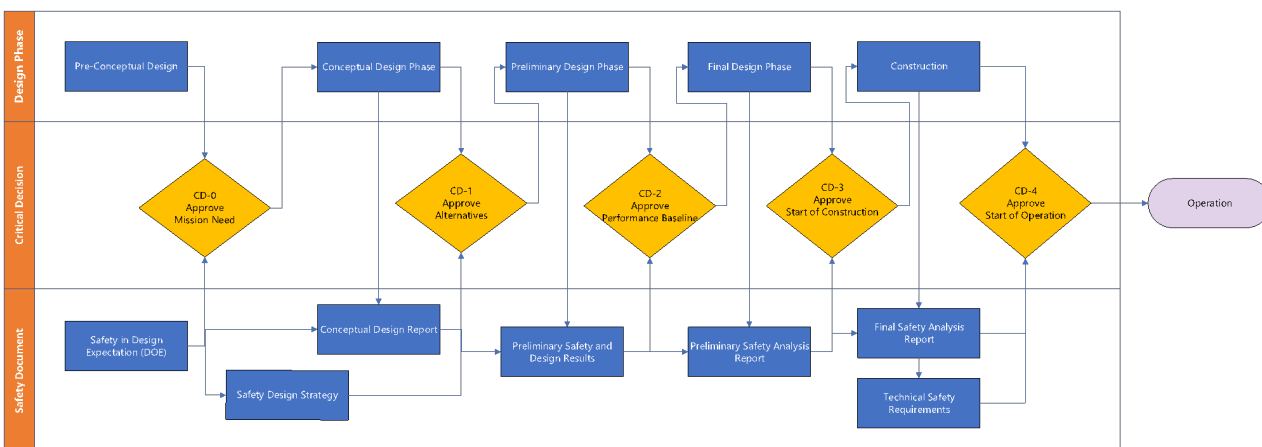 Design Phase
Pre-Conceptual Design
Conceptual Design Phase
Preliminary Design Phase
Final Design Phase
Construction
Critical Decision
CD-0
Approve
Mission Need
CD-1
Approve
Alternatives
CD-2
Approve
Performance Baseline
CD-3
Approve
Start of Construction
CD-4
Approve
Start of Operation
Operation
Safety Document
Safety in Design
Expectation (DOE)
Conceptual Design Report
Safety Design Strategy
Preliminary Safety and
Design Results
Preliminary Safety Analysis
Report
Final Safety Analysis
Report
Technical Safety
Requirements